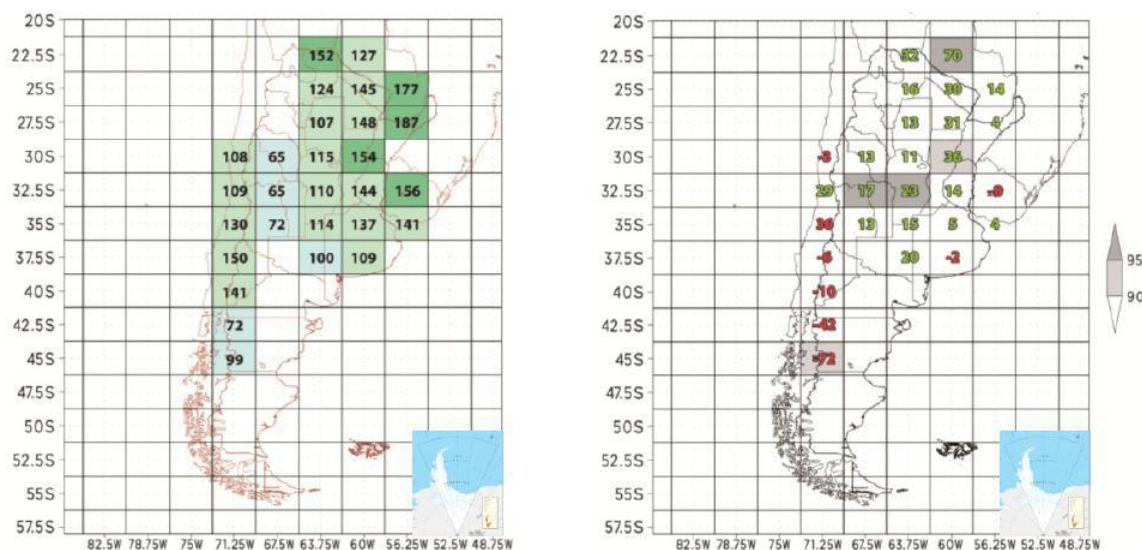 20S
22.5S 152 127
25S 124 145 177
27.5S 107 148 187
30S 108 65 115 154
32.5S 109 65 110 144 156
35S 130 72 114 137 141
37.5S 150 100 109
40S 141
42.5S 72
45S 99
47.5S
50S
52.5S
55S
57.5S
82.5W 78.75W 75W 71.25W 67.5W 63.75W 60W 56.25W 52.5W 48.75W
20S
22.5S 70
25S 16 30 14
27.5S 13 31 4
30S -3 13 11 36
32.5S 29 17 23 14
35S 36 13 15 5 4
37.5S -6 20 -2
40S -10
42.5S -42
45S -72
47.5S
50S
52.5S
55S
57.5S
82.5W 78.75W 75W 71.25W 67.5W 63.75W 60W 56.25W 52.5W 48.75W
95
90